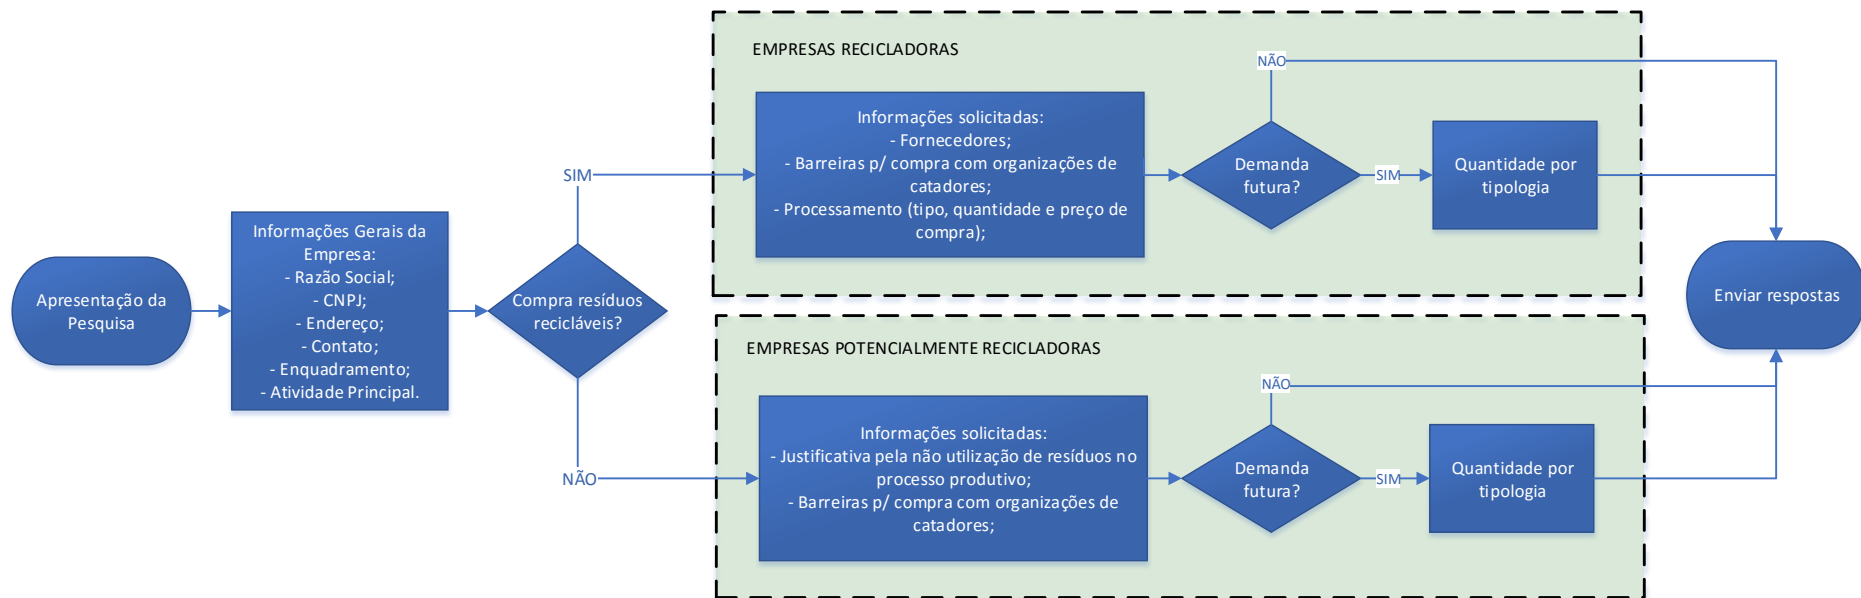 Apresentação da
Pesquisa
Informações Gerais da
Empresa:
- Razão Social;
- CNPJ;
- Endereço;
- Contato;
- Enquadramento;
- Atividade Principal.
Compra resíduos
recicláveis?
SIM
EMPRESAS RECICLADORAS
Informações solicitadas:
- Fornecedores;
- Barreiras p/ compra com organizações de
catadores;
- Processamento (tipo, quantidade e preço de
compra);
Demanda
futura?
NÃO
SIM
Quantidade por
tipologia
NÃO
EMPRESAS POTENCIALMENTE RECICLADORAS
Informações solicitadas:
- Justificativa pela não utilização de resíduos no
processo produtivo;
- Barreiras p/ compra com organizações de
catadores;
Demanda
futura?
NÃO
SIM
Quantidade por
tipologia
Enviar respostas